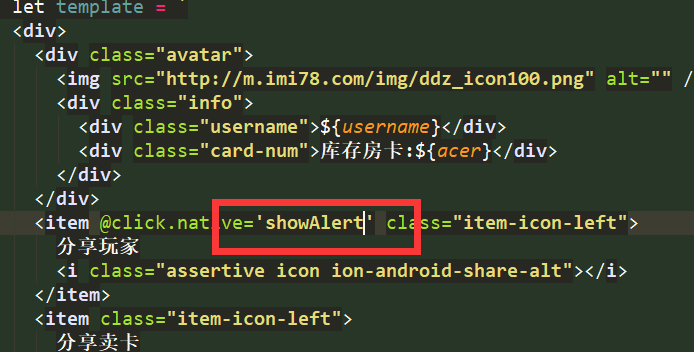 let template = `
<div>
<div class="avatar">
<img src="http://m.imi78.com/img/ddz_icon100.png" alt="" /
<div class="info">
<div class="username">${username}</div>
<div class="card-num">库存房卡:${acer}</div>
</div>
</div>
<item @click.native='showAlert' class="item-icon-left">
分享玩家
<i class="assertive icon ion-android-share-alt"></i>
</item>
<item class="item-icon-left">
分享卖卡